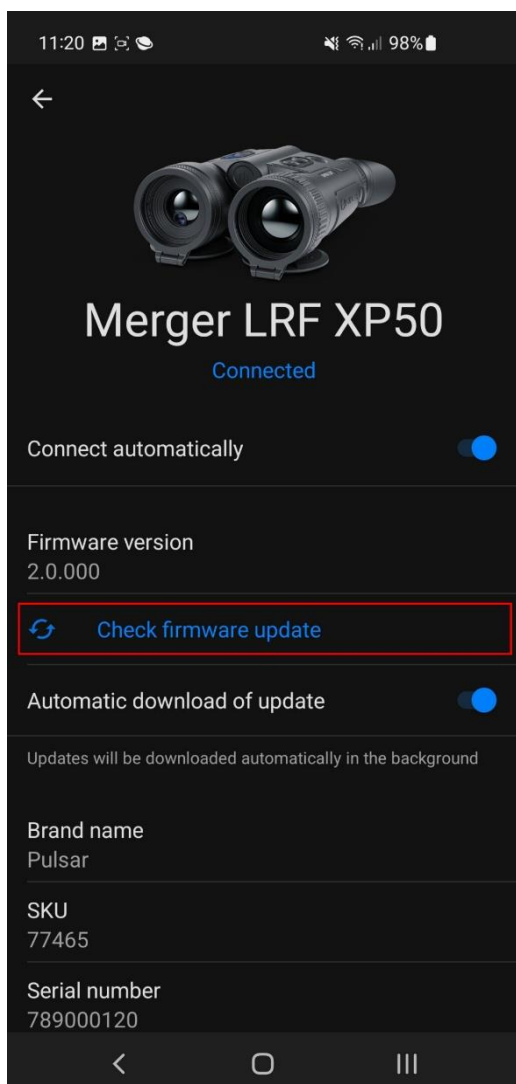 11:20
98%
Merger LRF XP50
Connected
Connect automatically
Firmware version
2.0.000
Check firmware update
Automatic download of update
Updates will be downloaded automatically in the background
Brand name
Pulsar
SKU
77465
Serial number
789000120